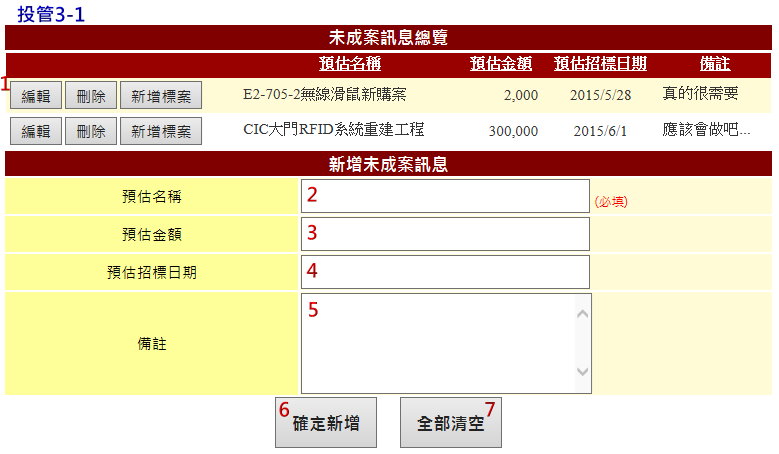 投管3-1
未成案訊息總覽
預估名稱 預估金額 預估招標日期 備註
1 編輯 刪除 新增標案 E2-705-2無線滑鼠新購案 2,000 2015/5/28 真的很需要
編輯 刪除 新增標案 CIC大門RFID系統重建工程 300,000 2015/6/1 應該會做吧...
新增未成案訊息
預估名稱 2 (必填)
預估金額 3
預估招標日期 4
備註 5
6 確定新增 全部清空 7